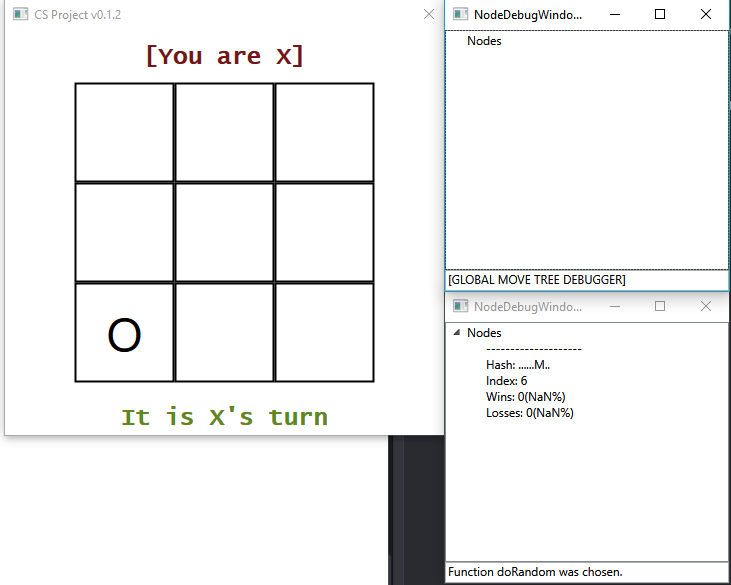 CS Project v0.1.2
[You are X]
O
It is X's turn
NodeDebugWindo...
Nodes
[GLOBAL MOVE TREE DEBUGGER]
NodeDebugWindo...
Nodes
--------------------
Hash: ......M..
Index: 6
Wins: 0(NaN%)
Losses: 0(NaN%)
Function doRandom was chosen.